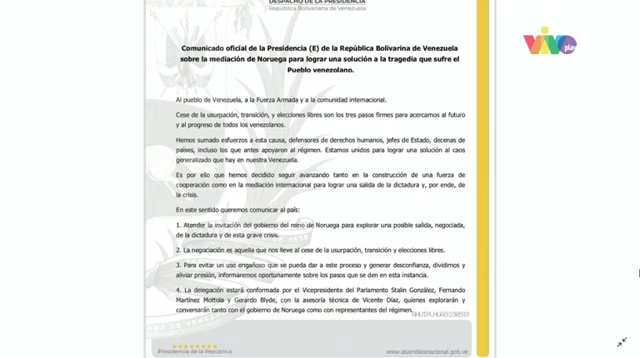 DESPACHO DE LA PRESIDENCIA
República Bolivariana de Venezuela
VIVO
play
Comunicado oficial de la Presidencia (E) de la República Bolivarina de Venezuela
sobre la mediación de Noruega para lograr una solución a la tragedia que sufre el
Pueblo venezolano.
Al pueblo de Venezuela, a la Fuerza Armada y a la comunidad internacional.
Cese de la usurpación, transición, y elecciones libres son los tres pasos firmes para acercarnos al futuro
y al progreso de todos los venezolanos.
Hemos sumado esfuerzos a esta causa, defensores de derechos humanos, jefes de Estado, decenas de
países, incluso los que antes apoyaron al régimen. Estamos unidos para lograr una solución al caos
generalizado que hay en nuestra Venezuela.
Es por ello que hemos decidido seguir avanzando tanto en la construcción de una fuerza de
cooperación como en la mediación internacional para lograr una salida de la dictadura y, por ende, de
la crisis.
En este sentido queremos comunicar al país:
1. Atender la invitación del gobierno del reino de Noruega para explorar una posible salida, negociada,
de la dictadura y de esta grave crisis.
2. La negociación es aquella que nos lleve al cese de la usurpación, transición y elecciones libres.
3. Para evitar un uso engañoso que se pueda dar a este proceso y generar desconfianza, dividirnos y
aliviar presión, informaremos oportunamente sobre los pasos que se den en esta instancia.
4. La delegación estará conformada por el Vicepresidente del Parlamento Stalin González, Fernando
Martínez Mottola y Gerardo Blyde, con la asesoría técnica de Vicente Díaz, quienes explorarán y
conversarán tanto con el gobierno de Noruega como con representantes del régimen.
Presidencia de la República
www.asambleanacional.gov.ve